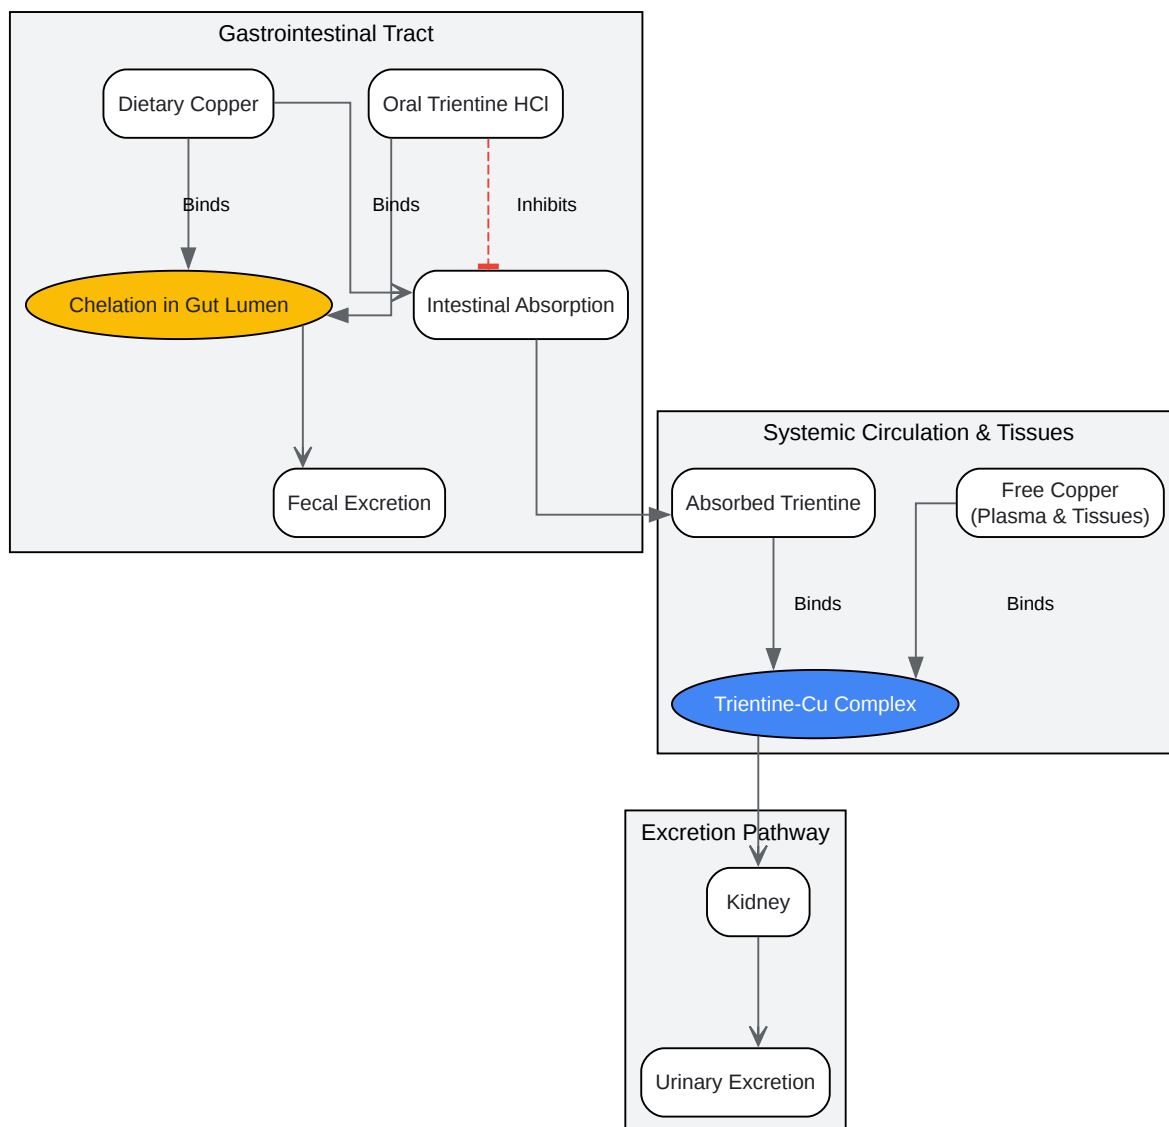 Gastrointestinal Tract
Dietary Copper
Oral Trientine HCl
Binds
Binds
Inhibits
Chelation in Gut Lumen
Intestinal Absorption
Fecal Excretion
Systemic Circulation & Tissues
Absorbed Trientine
Free Copper
(Plasma & Tissues)
Binds
Binds
Trientine-Cu Complex
Excretion Pathway
Kidney
Urinary Excretion